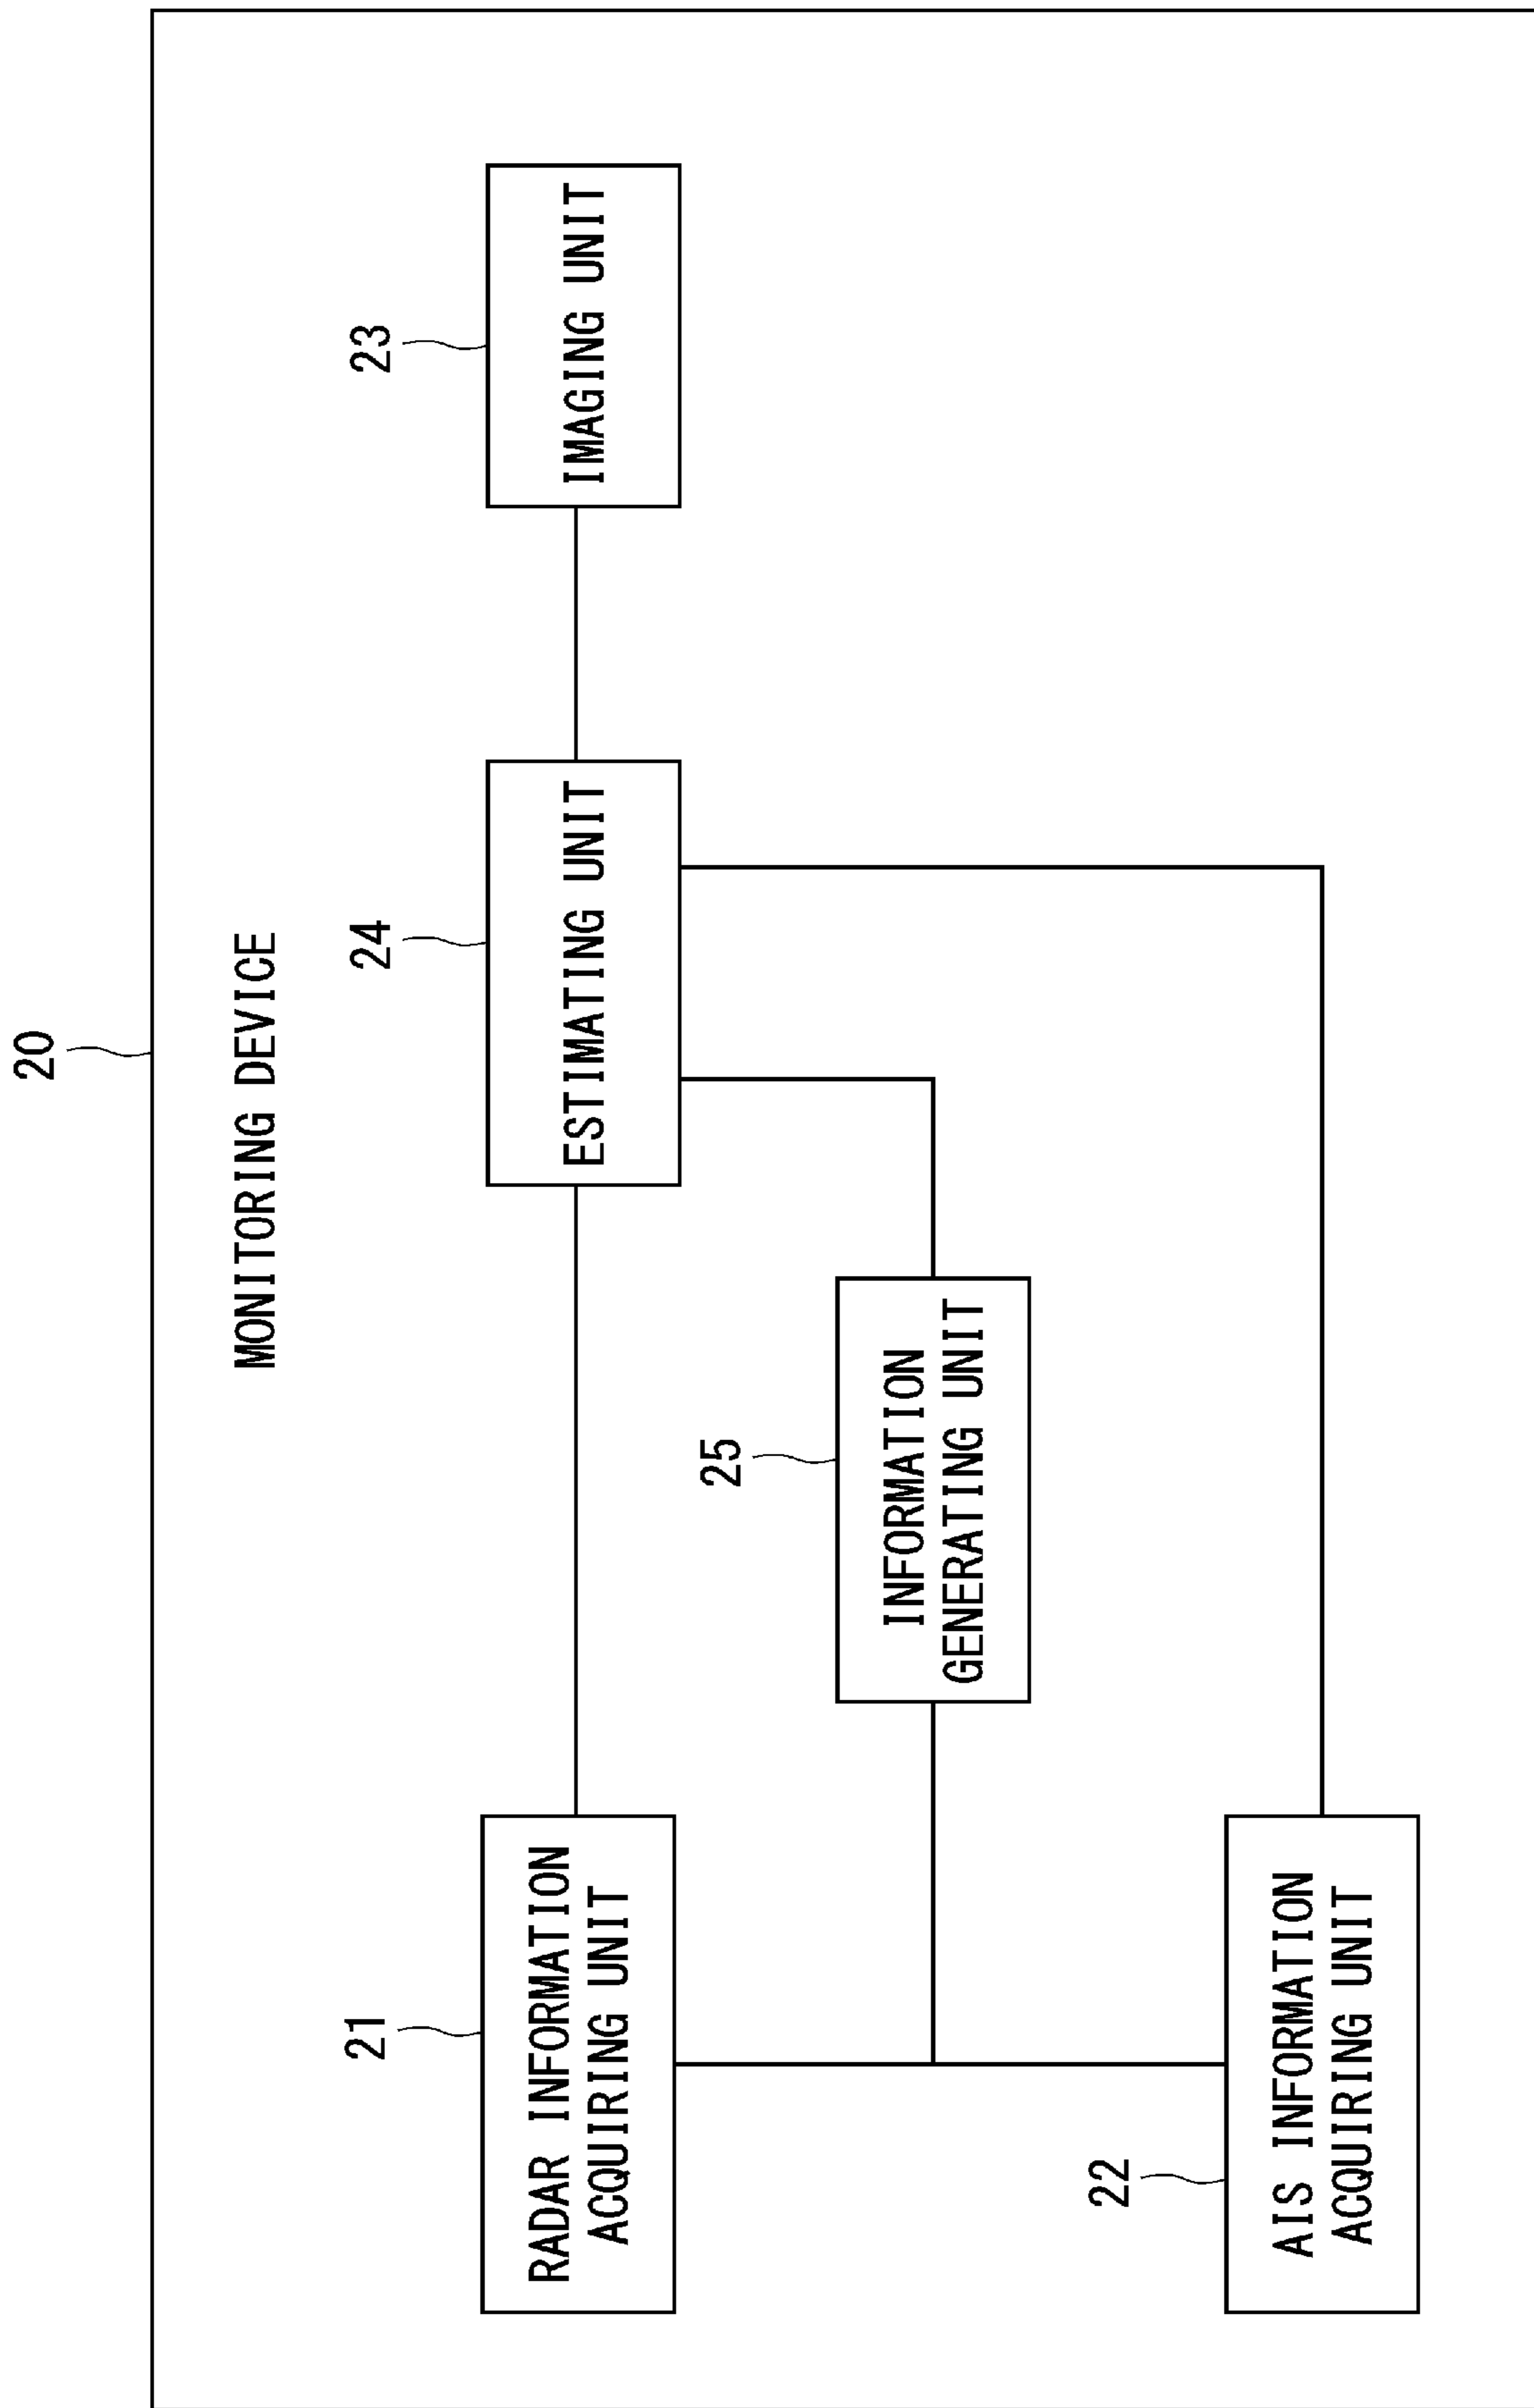 20
MONITORING DEVICE
21
RADAR INFORMATION
ACQUIRING UNIT
24
ESTIMATING UNIT
23
IMAGING UNIT
25
INFORMATION
GENERATING UNIT
22
AIS INFORMATION
ACQUIRING UNIT